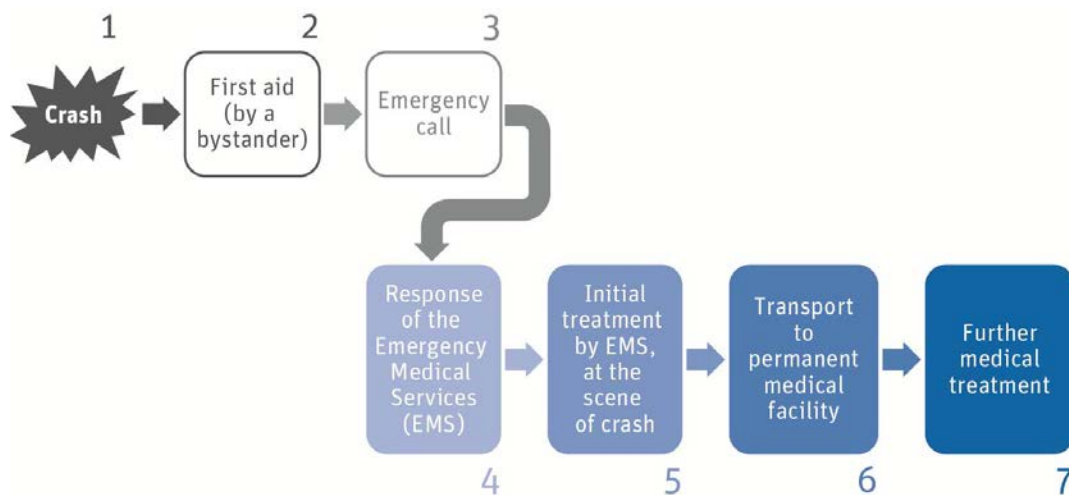 1
Crash
2
First aid
(by a
bystander)
3
Emergency
call
Response
of the
Emergency
Medical
Services
(EMS)
4
Initial
treatment
by EMS,
at the
scene
of crash
5
Transport
to
permanent
medical
facility
6
Further
medical
treatment
7